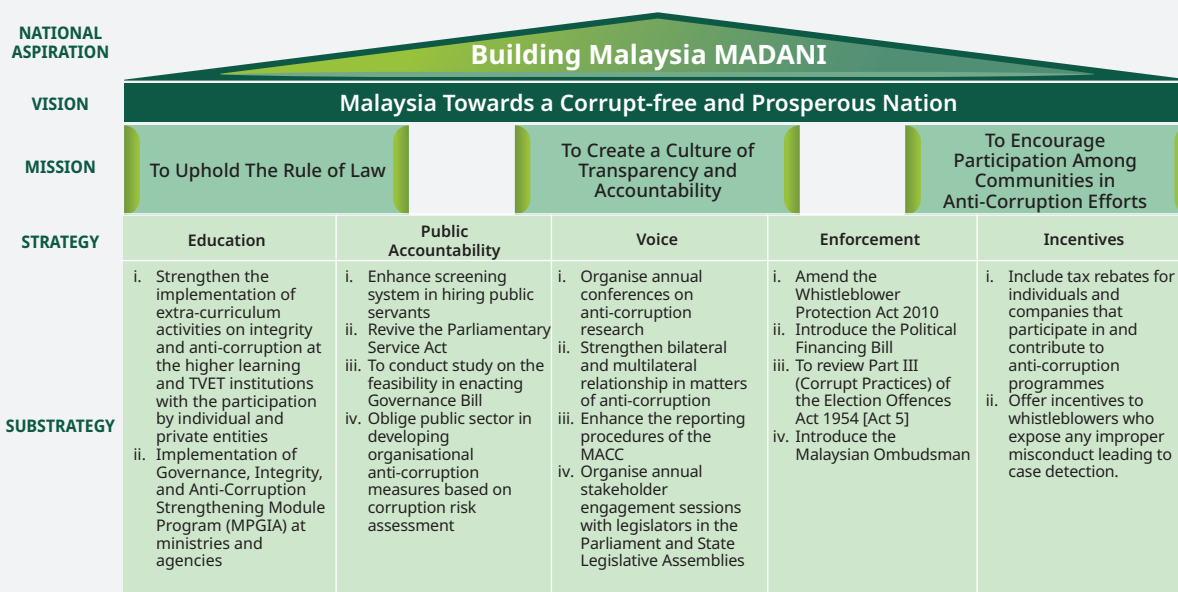 NATIONAL
ASPIRATION
Building Malaysia MADANI
VISION
Malaysia Towards a Corrupt-free and Prosperous Nation
MISSION
To Uphold The Rule of Law
To Create a Culture of
Transparency and
Accountability
To Encourage
Participation Among
Communities in
Anti-Corruption Efforts
STRATEGY
Education
Public
Accountability
Voice
Enforcement
Incentives
SUBSTRATEGY
i. Strengthen the
implementation of
extra-curriculum
activities on integrity
and anti-corruption at
the higher learning
and TVET institutions
with the participation
by individual and
private entities
ii. Implementation of
Governance, Integrity,
and Anti-Corruption
Strengthening Module
Program (MPGIA) at
ministries and
agencies
i. Enhance screening
system in hiring public
servants
ii. Revive the Parliamentary
Service Act
iii. To conduct study on the
feasibility in enacting
Governance Bill
iv. Oblige public sector in
developing
organisational
anti-corruption
measures based on
corruption risk
assessment
i. Organise annual
conferences on
anti-corruption
research
ii. Strengthen bilateral
and multilateral
relationship in matters
of anti-corruption
iii. Enhance the reporting
procedures of the
MACC
iv. Organise annual
stakeholder
engagement sessions
with legislators in the
Parliament and State
Legislative Assemblies
i. Amend the
Whistleblower
Protection Act 2010
ii. Introduce the Political
Financing Bill
iii. To review Part III
(Corrupt Practices) of
the Election Offences
Act 1954 [Act 5]
iv. Introduce the
Malaysian Ombudsman
i. Include tax rebates for
individuals and
companies that
participate in and
contribute to
anti-corruption
programmes
ii. Offer incentives to
whistleblowers who
expose any improper
misconduct leading to
case detection.